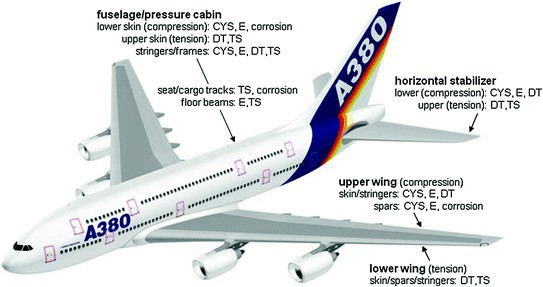 fuselage/pressure cabin
lower skin (compression): CYS, E, corrosion
upper skin (tension): DT,TS
stringers/frames: CYS, E, DT,TS
seat/cargo tracks: TS, corrosion
floor beams: E,TS
A380
horizontal stabilizer
lower (compression): CYS, E, DT
upper (tension): DT,TS
upper wing (compression)
skin/stringers: CYS, E, DT
spars: CYS, E, corrosion
A380
lower wing (tension)
skin/spars/stringers: DT,TS